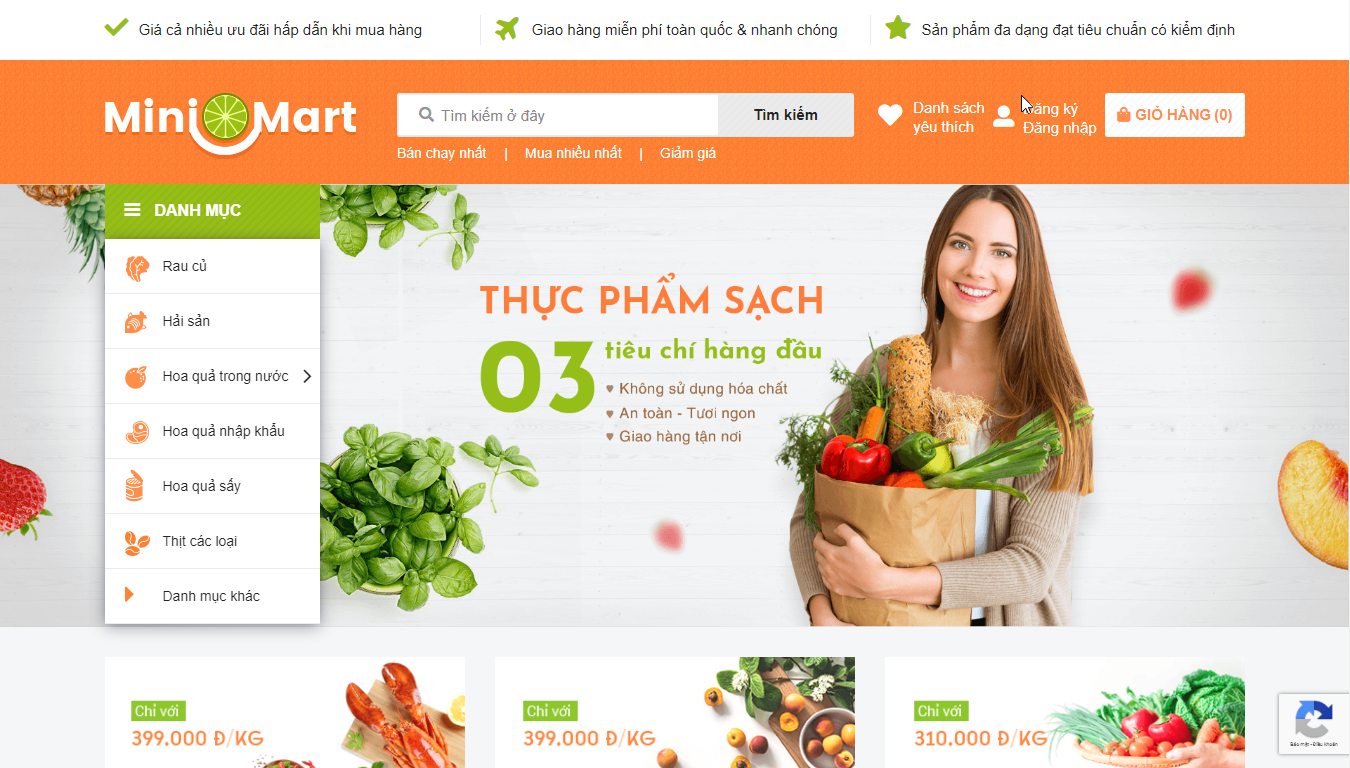 Giá cả nhiều ưu đãi hấp dẫn khi mua hàng
Giao hàng miễn phí toàn quốc & nhanh chóng
Sản phẩm đa dạng đạt tiêu chuẩn có kiểm định
Mini Mart
Tìm kiếm ở đây
Tìm kiếm
Danh sách
yêu thích
Đăng ký
Đăng nhập
GIỎ HÀNG (0)
Bán chạy nhất | Mua nhiều nhất | Giảm giá
DANH MỤC
Rau củ
Hải sản
Hoa quả trong nước
Hoa quả nhập khẩu
Hoa quả sấy
Thịt các loại
Danh mục khác
THỰC PHẨM SẠCH
03
tiêu chí hàng đầu
Không sử dụng hóa chất
An toàn - Tươi ngon
Giao hàng tận nơi
Chỉ với
399.000 Đ/KG
Chỉ với
399.000 Đ/KG
Chỉ với
310.000 Đ/KG
Bảo mật - Điều khoản